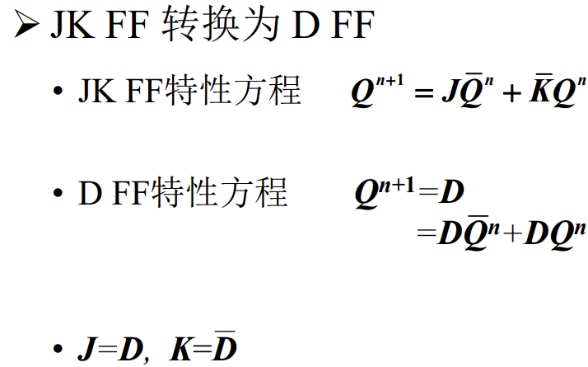 ➢ JK FF 转换为 D FF
• JK FF特性方程 Qⁿ⁺¹ = JQ̅ⁿ + K̅Qⁿ
• D FF特性方程 Qⁿ⁺¹=D
=DQ̅ⁿ+DQⁿ
• J=D, K=D̅